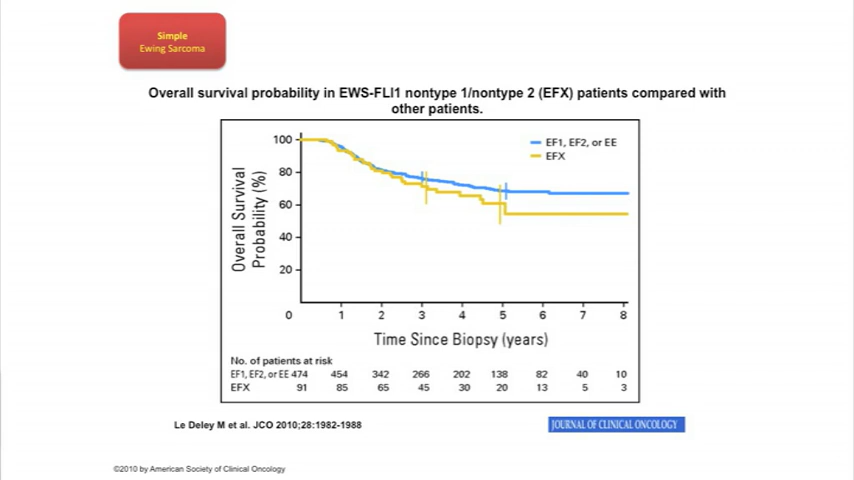 Simple
Ewing Sarcoma
Overall survival probability in EWS-FLI1 nontype 1/nontype 2 (EFX) patients compared with
other patients.
EF1, EF2, or EE
EFX
Overall Survival
Probability (%)
100
80
60
40
20
0 1 2 3 4 5 6 7 8
Time Since Biopsy (years)
No. of patients at risk
EF1, EF2, or EE 474 454 342 266 202 138 82 40 10
EFX 91 85 65 45 30 20 13 5 3
Le Deley M et al. JCO 2010;28:1982-1988
JOURNAL OF CLINICAL ONCOLOGY
©2010 by American Society of Clinical Oncology